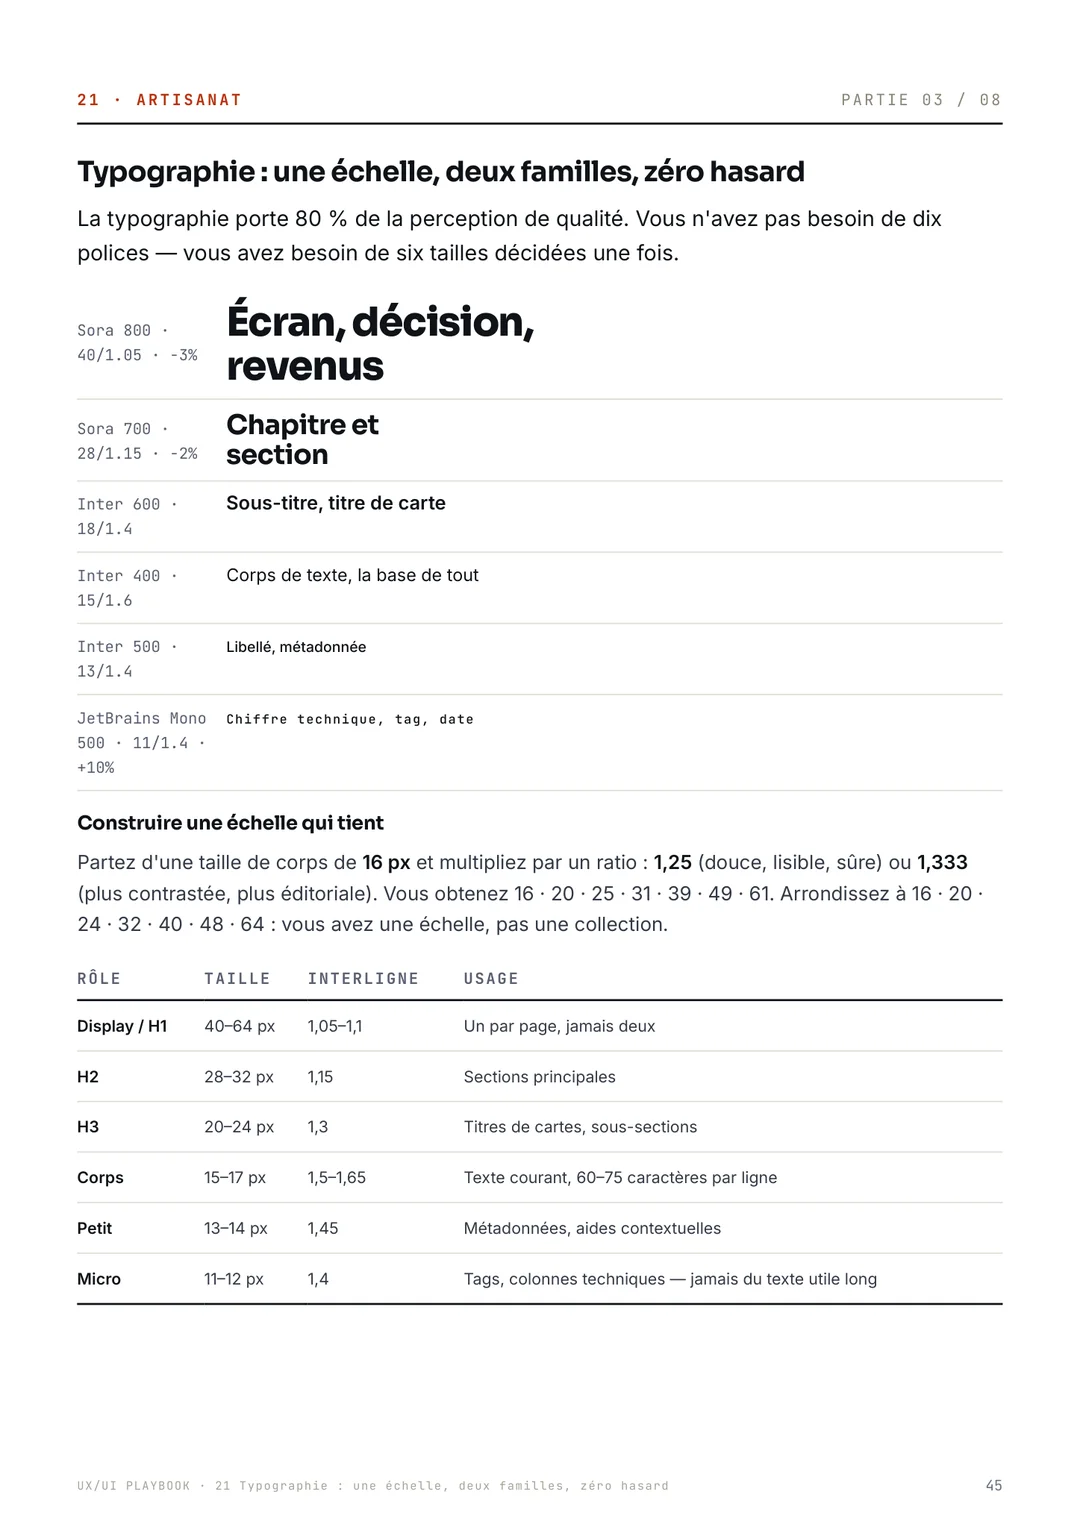 21 · ARTISANAT
PARTIE 03 / 08
Typographie : une échelle, deux familles, zéro hasard
La typographie porte 80 % de la perception de qualité. Vous n'avez pas besoin de dix
polices — vous avez besoin de six tailles décidées une fois.
Sora 800 ·
40/1.05 · -3%
Écran, décision,
revenus
Sora 700 ·
28/1.15 · -2%
Chapitre et
section
Inter 600 ·
18/1.4
Sous-titre, titre de carte
Inter 400 ·
15/1.6
Corps de texte, la base de tout
Inter 500 ·
13/1.4
Libellé, métadonnée
JetBrains Mono
500 · 11/1.4 ·
+10%
Chiffre technique, tag, date
Construire une échelle qui tient
Partez d'une taille de corps de 16 px et multipliez par un ratio : 1,25 (douce, lisible, sûre) ou 1,333
(plus contrastée, plus éditoriale). Vous obtenez 16 · 20 · 25 · 31 · 39 · 49 · 61. Arrondissez à 16 · 20 ·
24 · 32 · 40 · 48 · 64 : vous avez une échelle, pas une collection.
RÔLE TAILLE INTERLIGNE USAGE
Display / H1 40–64 px 1,05–1,1 Un par page, jamais deux
H2 28–32 px 1,15 Sections principales
H3 20–24 px 1,3 Titres de cartes, sous-sections
Corps 15–17 px 1,5–1,65 Texte courant, 60–75 caractères par ligne
Petit 13–14 px 1,45 Métadonnées, aides contextuelles
Micro 11–12 px 1,4 Tags, colonnes techniques — jamais du texte utile long
UX/UI PLAYBOOK · 21 Typographie : une échelle, deux familles, zéro hasard
45